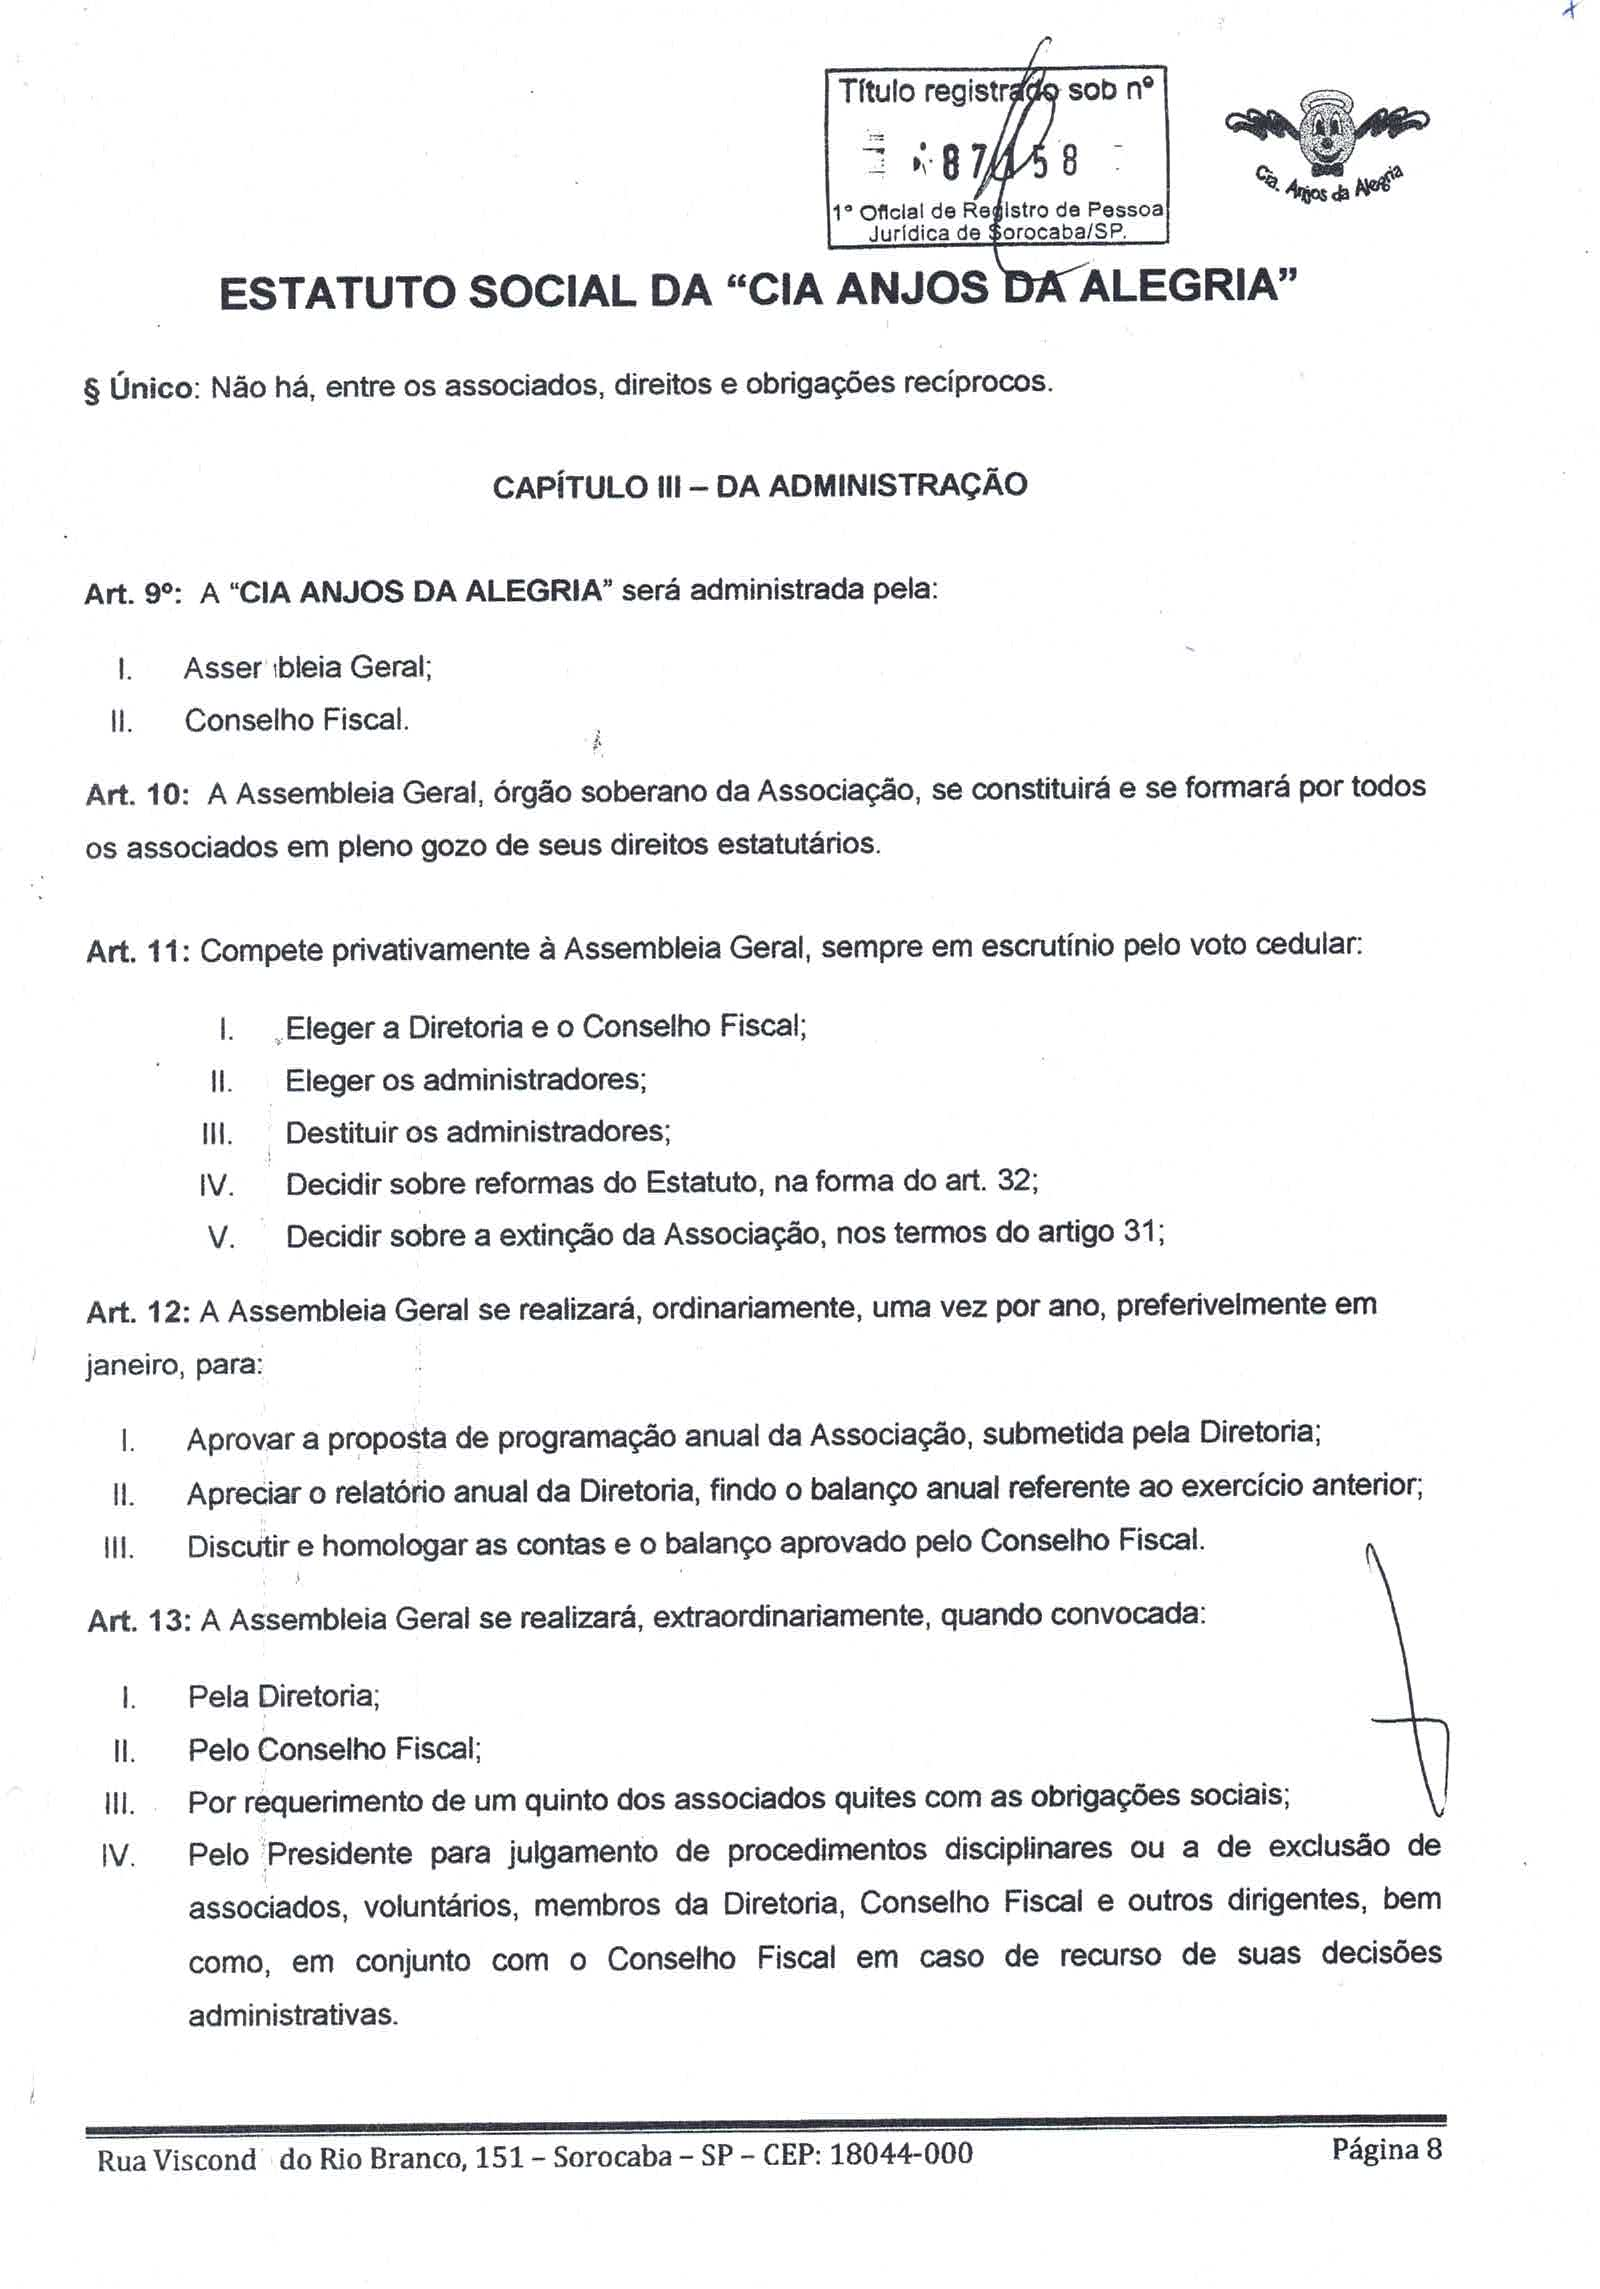 Título registrado sob nº
1º Oficial de Registro de Pessoa
Jurídica de Sorocaba/SP.
Cia. Anjos da Alegria
ESTATUTO SOCIAL DA “CIA ANJOS DA ALEGRIA”
§ Único: Não há, entre os associados, direitos e obrigações recíprocos.
CAPÍTULO III – DA ADMINISTRAÇÃO
Art. 9º: A “CIA ANJOS DA ALEGRIA” será administrada pela:
I. Assembleia Geral;
II. Conselho Fiscal.
Art. 10: A Assembleia Geral, órgão soberano da Associação, se constituirá e se formará por todos
os associados em pleno gozo de seus direitos estatutários.
Art. 11: Compete privativamente à Assembleia Geral, sempre em escrutínio pelo voto cedular:
I. Eleger a Diretoria e o Conselho Fiscal;
II. Eleger os administradores;
III. Destituir os administradores;
IV. Decidir sobre reformas do Estatuto, na forma do art. 32;
V. Decidir sobre a extinção da Associação, nos termos do artigo 31;
Art. 12: A Assembleia Geral se realizará, ordinariamente, uma vez por ano, preferivelmente em
janeiro, para:
I. Aprovar a proposta de programação anual da Associação, submetida pela Diretoria;
II. Apreciar o relatório anual da Diretoria, findo o balanço anual referente ao exercício anterior;
III. Discutir e homologar as contas e o balanço aprovado pelo Conselho Fiscal.
Art. 13: A Assembleia Geral se realizará, extraordinariamente, quando convocada:
I. Pela Diretoria;
II. Pelo Conselho Fiscal;
III. Por requerimento de um quinto dos associados quites com as obrigações sociais;
IV. Pelo Presidente para julgamento de procedimentos disciplinares ou a de exclusão de
associados, voluntários, membros da Diretoria, Conselho Fiscal e outros dirigentes, bem
como, em conjunto com o Conselho Fiscal em caso de recurso de suas decisões
administrativas.
Rua Viscond do Rio Branco, 151 – Sorocaba – SP – CEP: 18044-000
Página 8